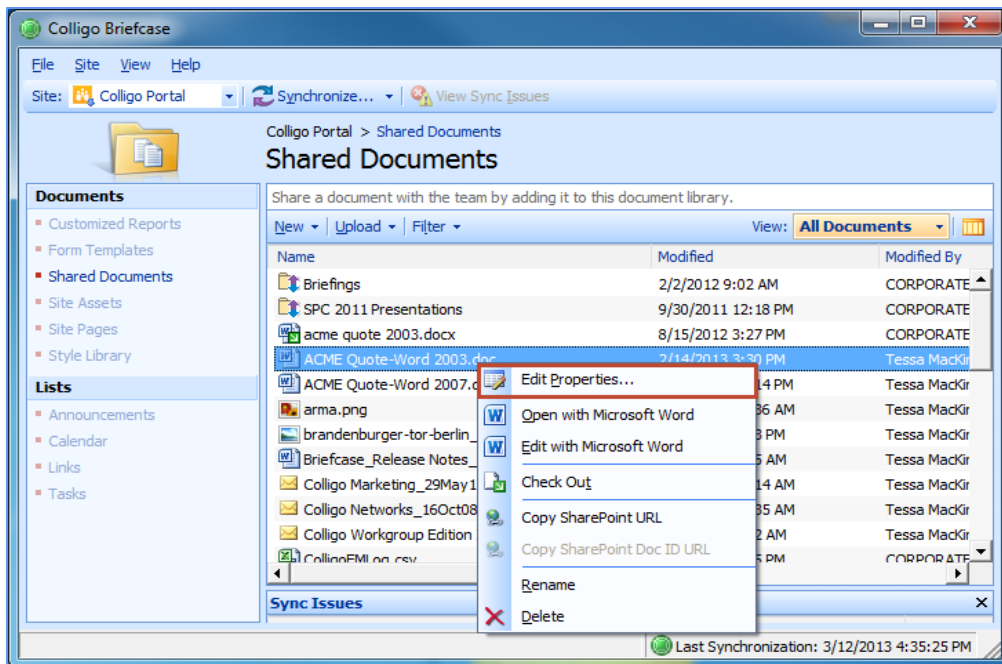 Colligo Briefcase
File Site View Help
Site: Colligo Portal Synchronize... View Sync Issues
Colligo Portal > Shared Documents
Shared Documents
Documents
Customized Reports
Form Templates
Shared Documents
Site Assets
Site Pages
Style Library
Lists
Announcements
Calendar
Links
Tasks
Share a document with the team by adding it to this document library.
New Upload Filter View: All Documents
Name Modified Modified By
Briefings 2/2/2012 9:02 AM CORPORATE
SPC 2011 Presentations 9/30/2011 12:18 PM CORPORATE
acme quote 2003.docx 8/15/2012 3:27 PM CORPORATE
ACME Quote-Word 2003.doc 2/14/2013 3:30 PM Tessa MacKir
ACME Quote-Word 2007.d 14 PM Tessa MacKir
arma.png 36 AM Tessa MacKir
brandenburger-tor-berlin_ 3 PM Tessa MacKir
Briefcase_Release Notes_ 5 AM Tessa MacKir
Colligo Marketing_29May1 14 AM Tessa MacKir
Colligo Networks_16Oct08 35 AM Tessa MacKir
Colligo Workgroup Edition 2 AM Tessa MacKir
ColligoEMLog.csv 5 PM CORPORATE
Edit Properties...
Open with Microsoft Word
Edit with Microsoft Word
Check Out
Copy SharePoint URL
Copy SharePoint Doc ID URL
Rename
Delete
Sync Issues
Last Synchronization: 3/12/2013 4:35:25 PM